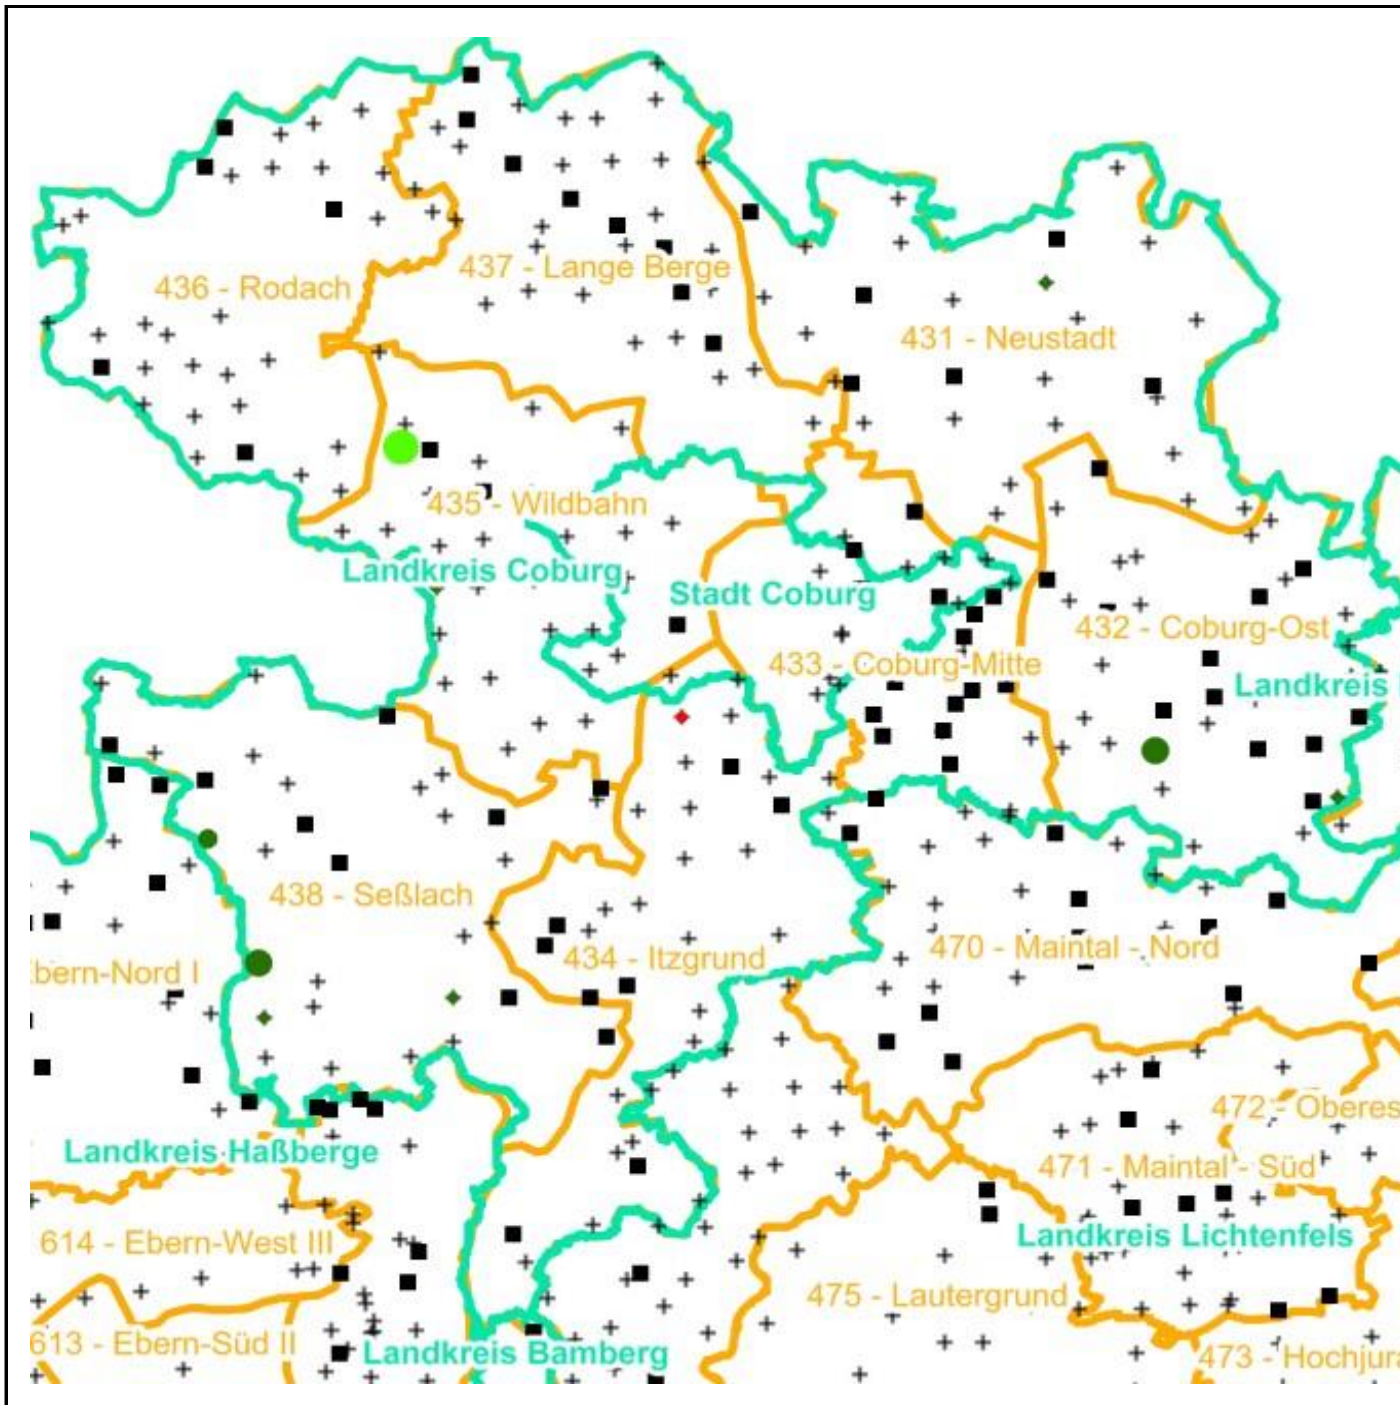 437 - Lange Berge
436 - Rodach
431 - Neustadt
435 - Wildbahn
Landkreis Coburg
Stadt Coburg
432 - Coburg-Ost
433 - Coburg-Mitte
Landkreis
438 - Seßlach
470 - Maintal - Nord
434 - Itzgrund
bern-Nord I
472 - Oberes
Landkreis Haßberge
471 - Maintal - Süd
614 - Ebern-West III
Landkreis Lichtenfels
475 - Lautergrund
613 - Ebern-Süd II
Landkreis Bamberg
473 - Hochjura